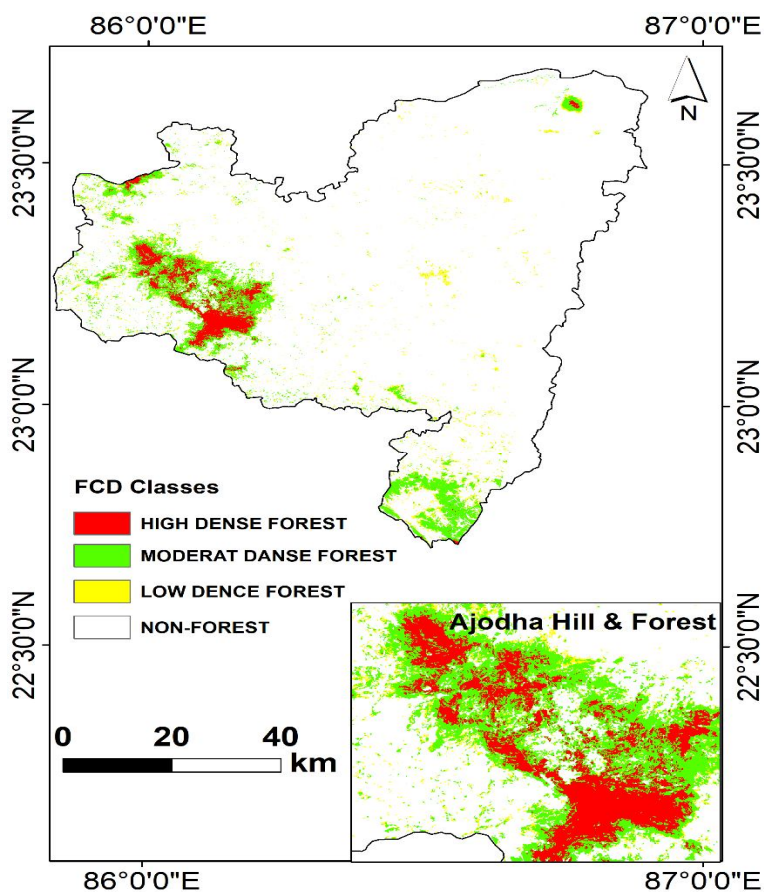 86°0'0"E
87°0'0"E
N
23°30'0"N
23°30'0"N
23°0'0"N
23°0'0"N
FCD Classes
HIGH DENSE FOREST
MODERAT DANSE FOREST
LOW DENCE FOREST
NON-FOREST
Ajodha Hill & Forest
22°30'0"N
22°30'0"N
0 20 40
km
86°0'0"E
87°0'0"E